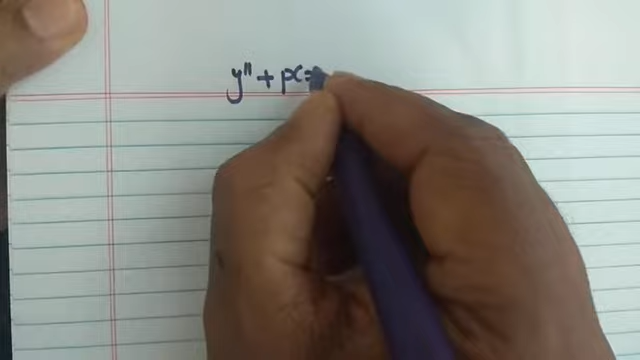 y" + px =